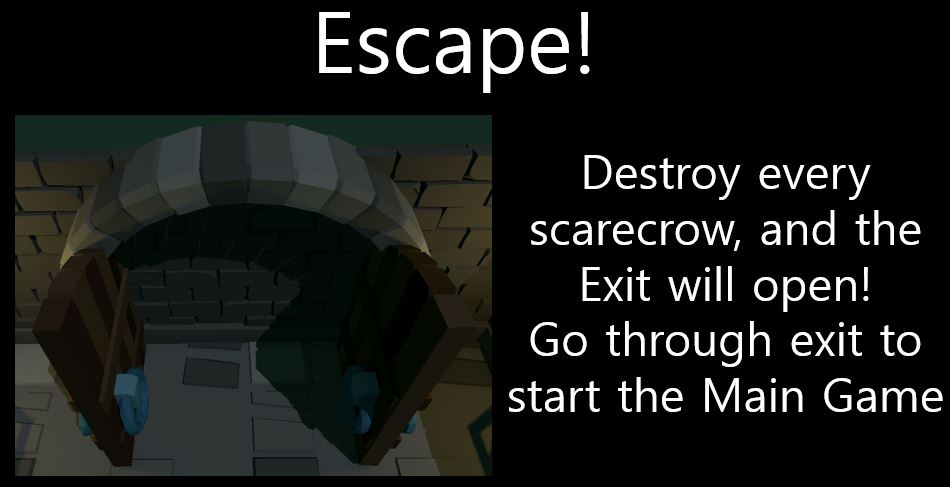 Escape!
Destroy every
scarecrow, and the
Exit will open!
Go through exit to
start the Main Game